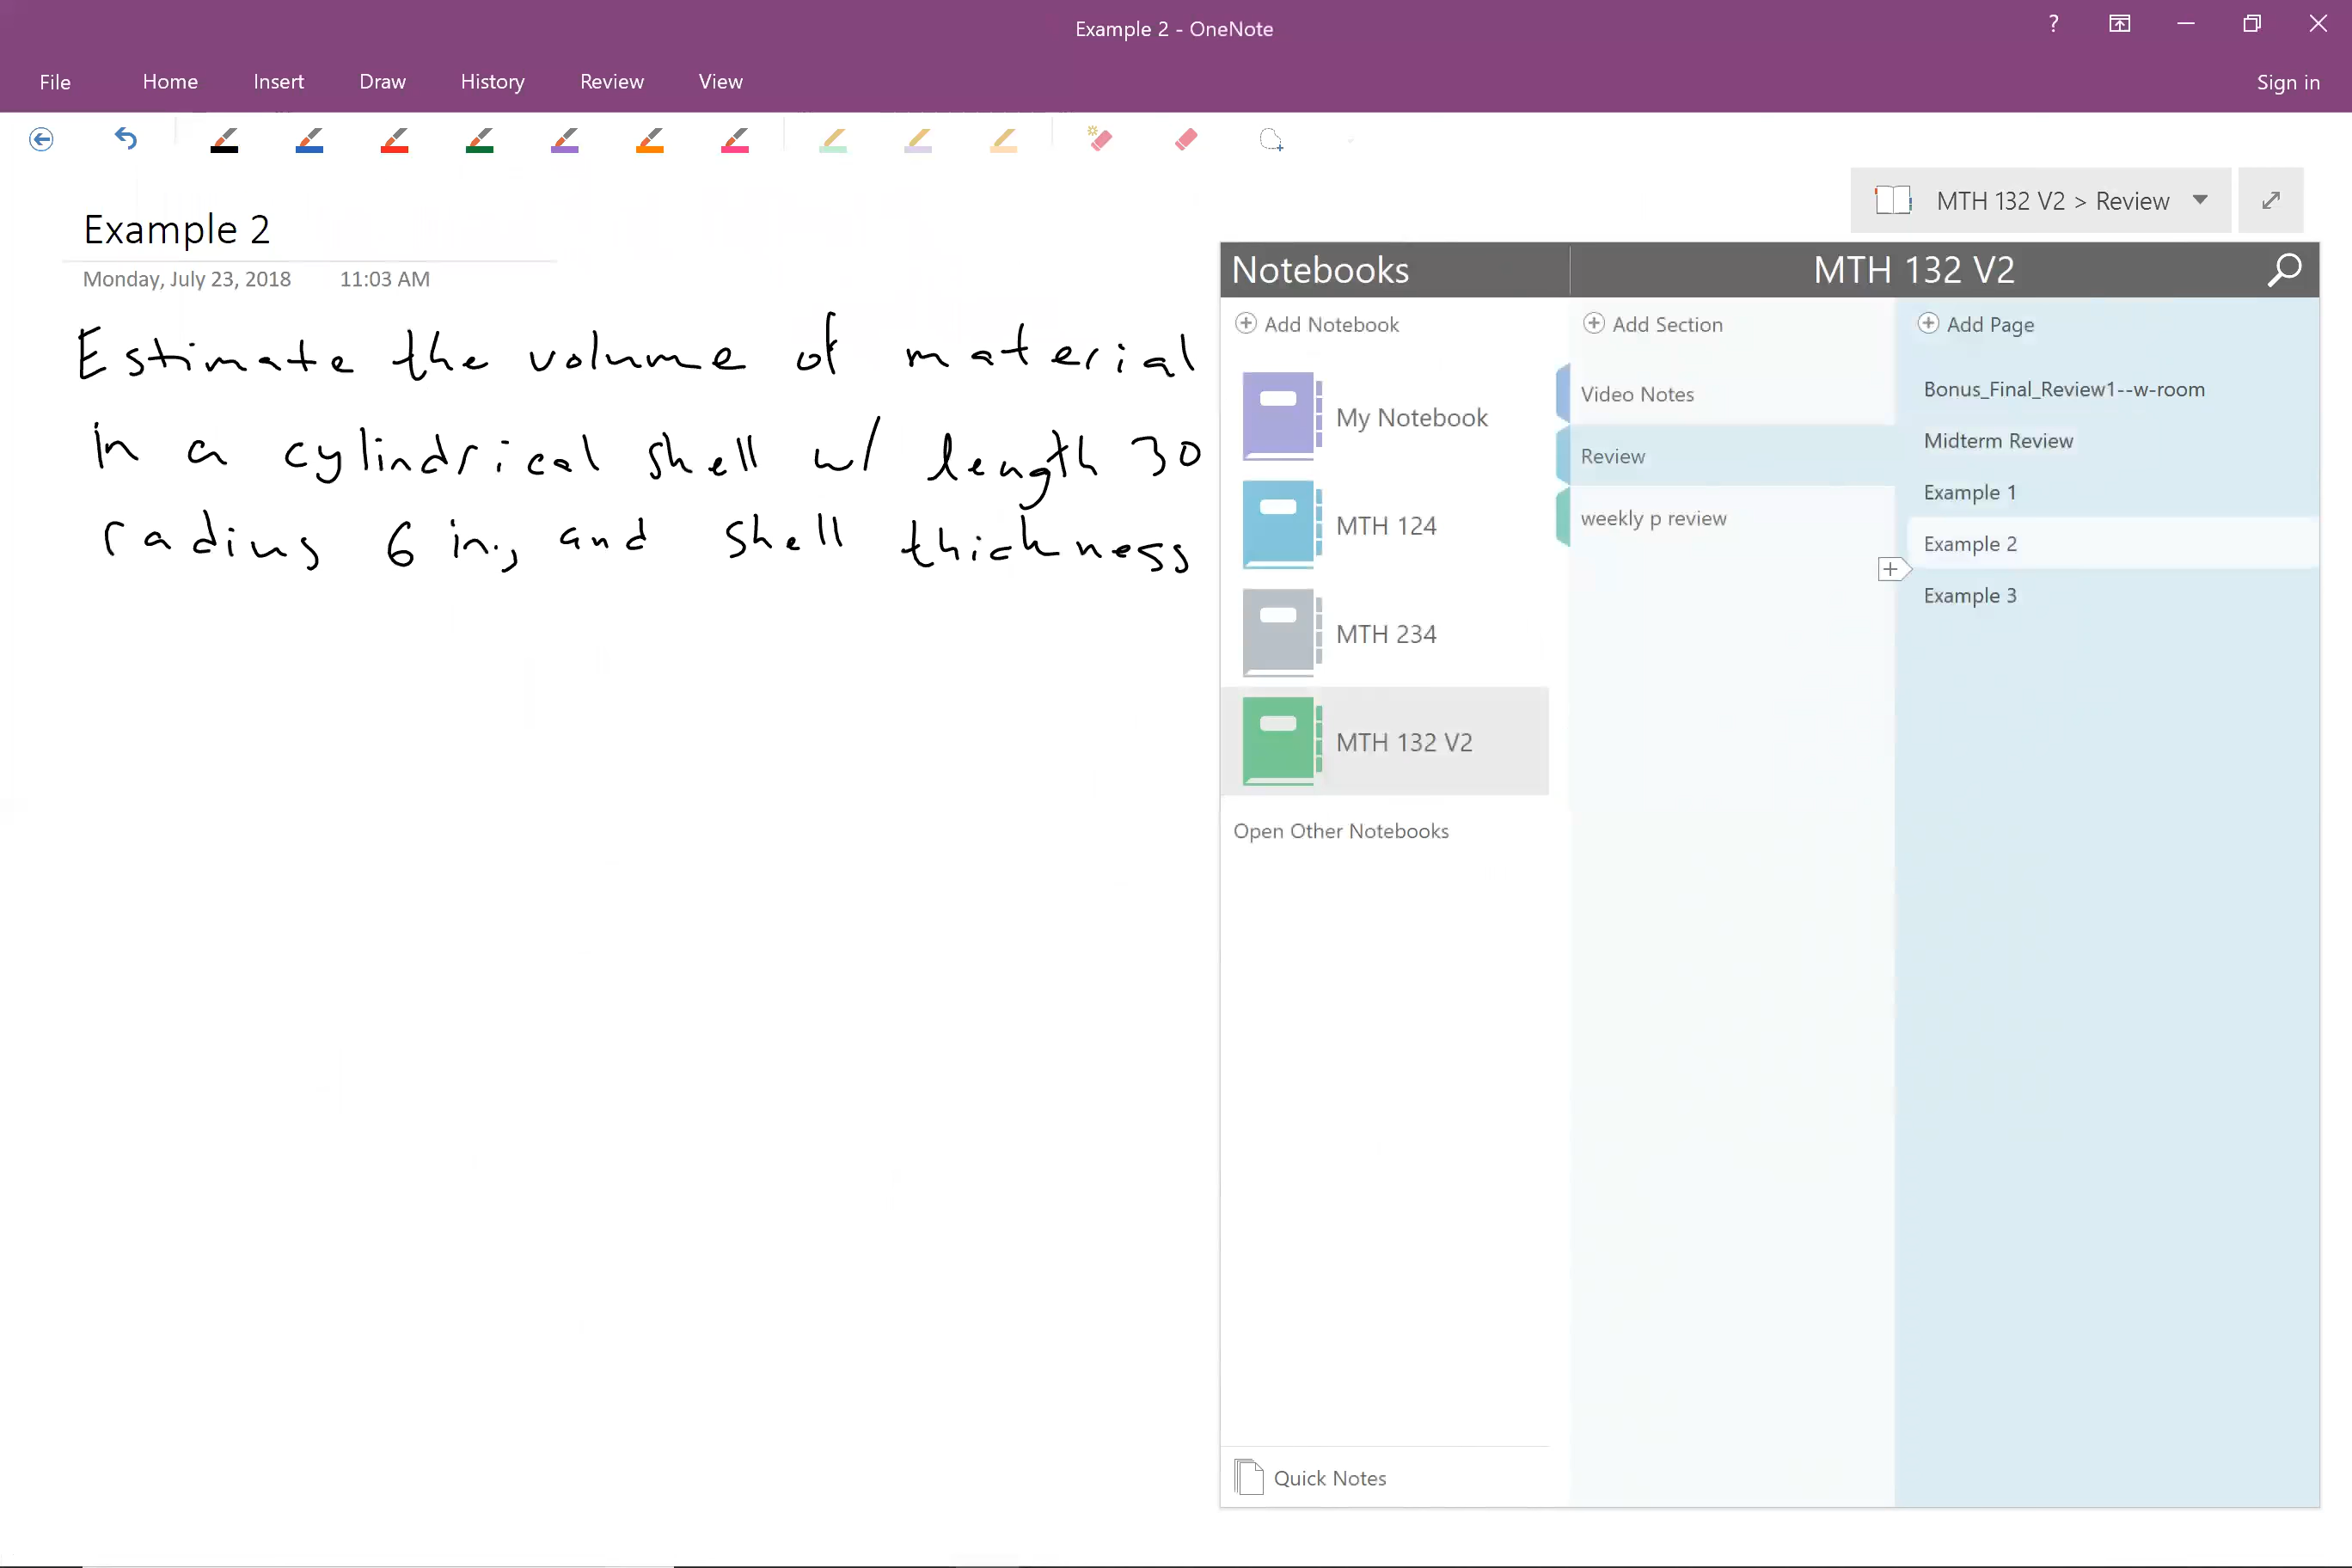 Example 2 - OneNote
?
File Home Insert Draw History Review View Sign in
MTH 132 V2 > Review
Example 2
Monday, July 23, 2018 11:03 AM
Estimate the volume of material
in a cylindrical shell w/ length 30
radius 6 in., and shell thickness
Notebooks
MTH 132 V2
Add Notebook
My Notebook
MTH 124
MTH 234
MTH 132 V2
Open Other Notebooks
Quick Notes
Add Section
Video Notes
Review
weekly p review
Add Page
Bonus_Final_Review1--w-room
Midterm Review
Example 1
Example 2
Example 3